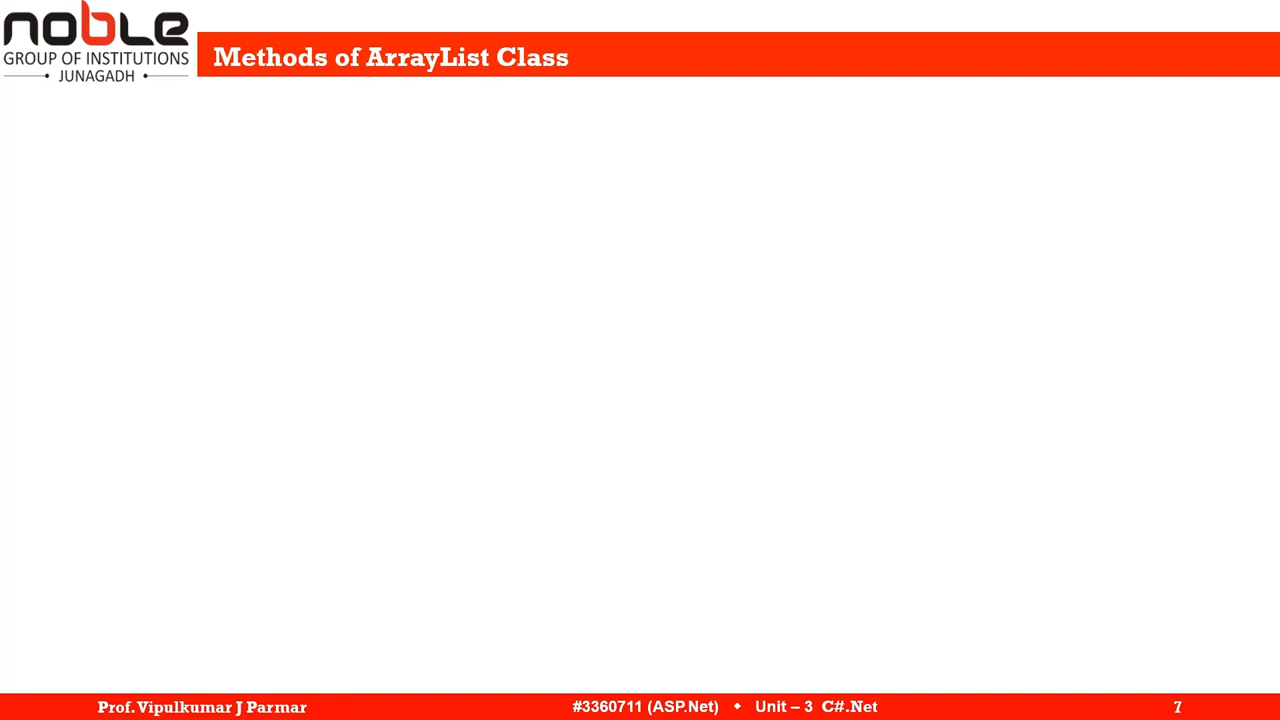 noble
GROUP OF INSTITUTIONS
JUNAGADH
Methods of ArrayList Class
Prof. Vipulkumar J Parmar
#3360711 (ASP.Net) • Unit – 3 C#.Net
7